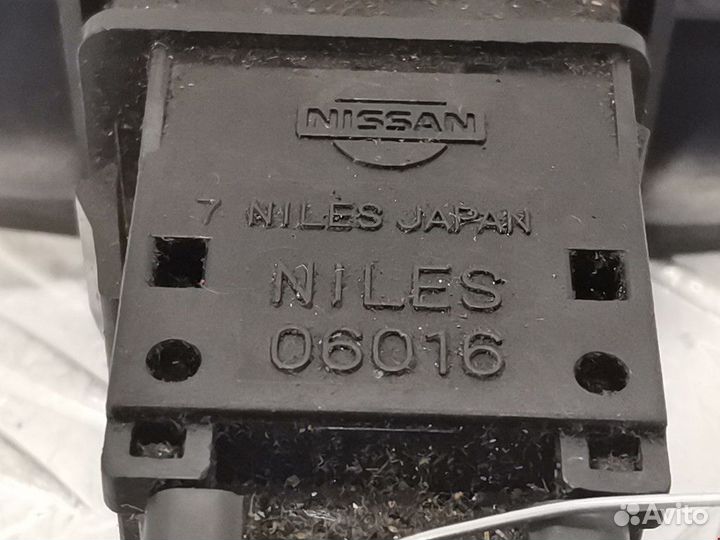 NISSAN
7 NILES JAPAN
NILES
06016
Avito